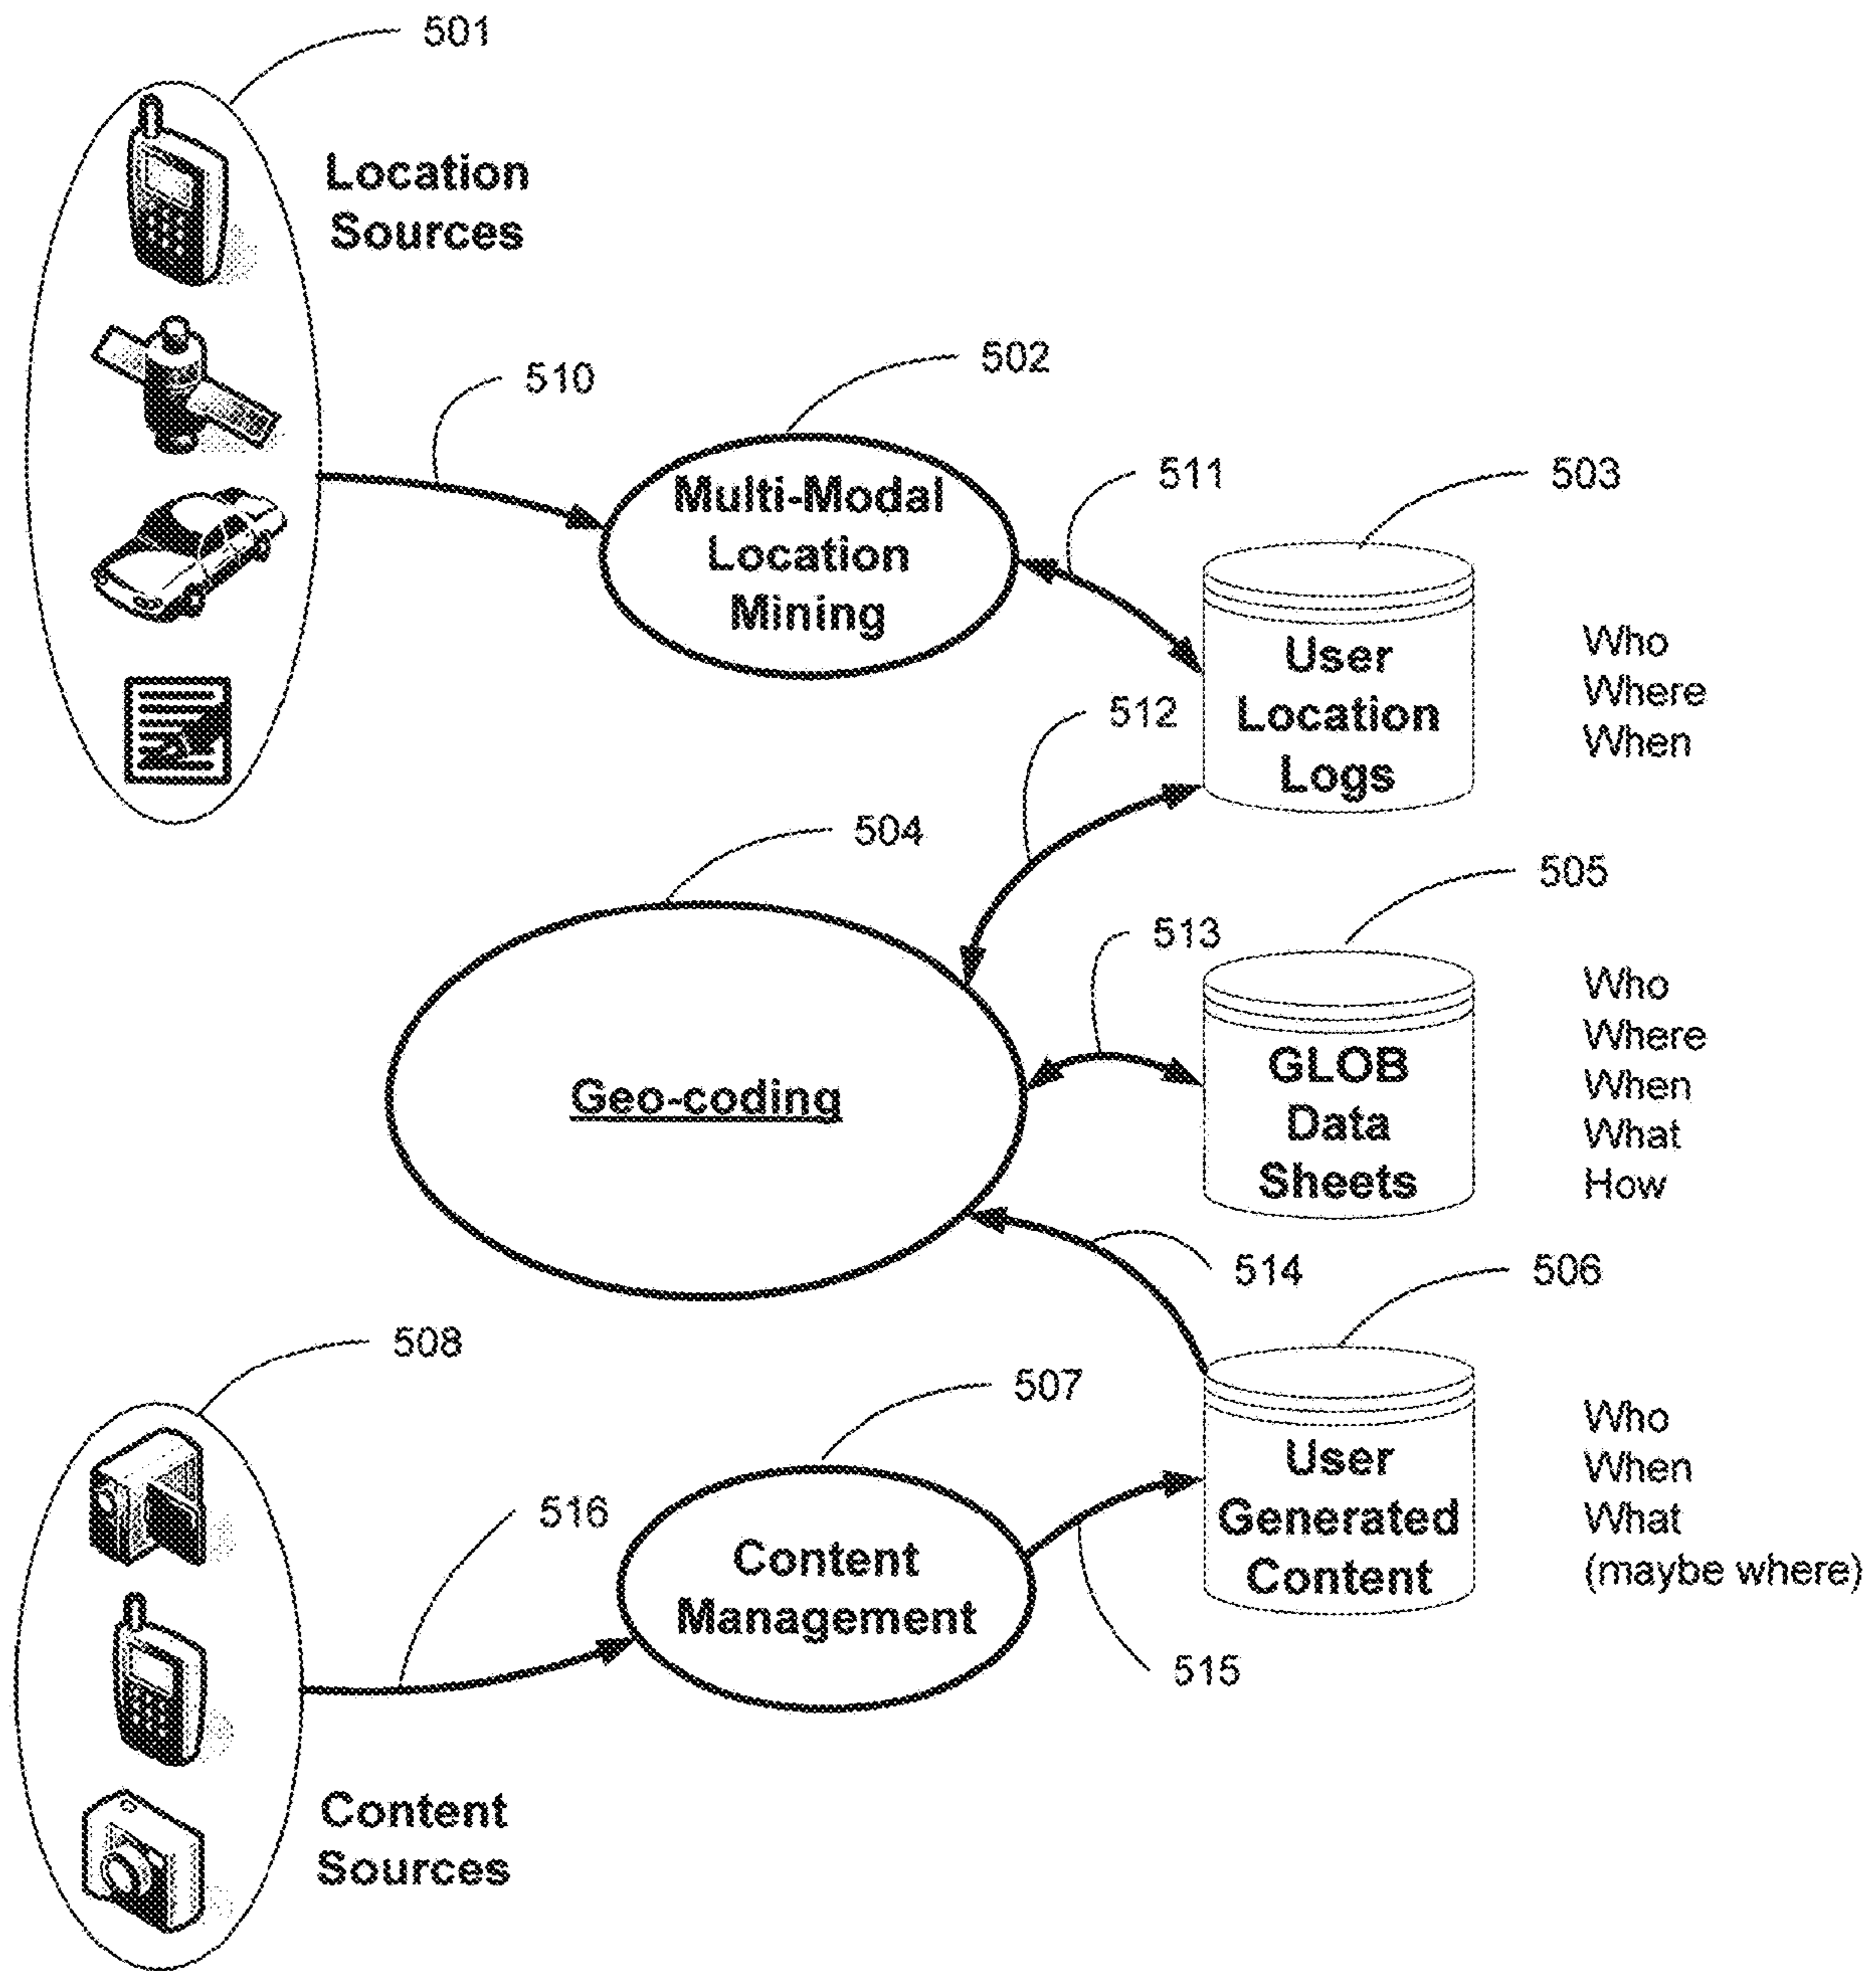 501
Location
Sources
510
502
Multi-Modal
Location
Mining
511
503
User
Location
Logs
Who
Where
When
512
504
Geo-coding
513
505
GLOB
Data
Sheets
Who
Where
When
What
How
514
506
User
Generated
Content
Who
When
What
(maybe where)
508
507
516
Content
Management
515
Content
Sources